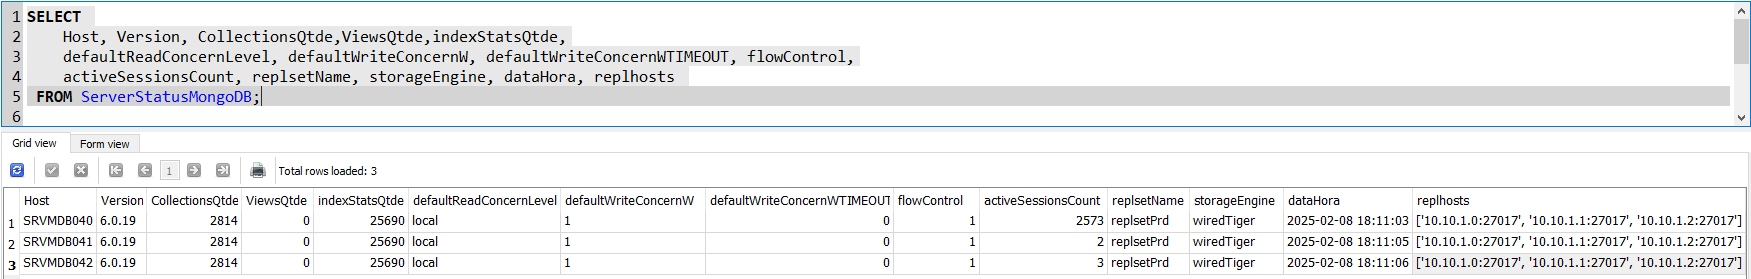 1 SELECT
2 Host, Version, CollectionsQtde,ViewsQtde,indexStatsQtde,
3 defaultReadConcernLevel, defaultWriteConcernW, defaultWriteConcernWTIMEOUT, flowControl,
4 activeSessionsCount, replsetName, storageEngine, dataHora, replhosts
5 FROM ServerStatusMongoDB;
6
Grid view Form view
1 Total rows loaded: 3
Host Version CollectionsQtde ViewsQtde indexStatsQtde defaultReadConcernLevel defaultWriteConcernW defaultWriteConcernWTIMEOUT flowControl activeSessionsCount replsetName storageEngine dataHora replhosts
1 SRVMDB040 6.0.19 2814 0 25690 local 1 0 1 2573 replsetPrd wiredTiger 2025-02-08 18:11:03 ['10.10.1.0:27017', '10.10.1.1:27017', '10.10.1.2:27017']
2 SRVMDB041 6.0.19 2814 0 25690 local 1 0 1 2 replsetPrd wiredTiger 2025-02-08 18:11:05 ['10.10.1.0:27017', '10.10.1.1:27017', '10.10.1.2:27017']
3 SRVMDB042 6.0.19 2814 0 25690 local 1 0 1 3 replsetPrd wiredTiger 2025-02-08 18:11:06 ['10.10.1.0:27017', '10.10.1.1:27017', '10.10.1.2:27017']